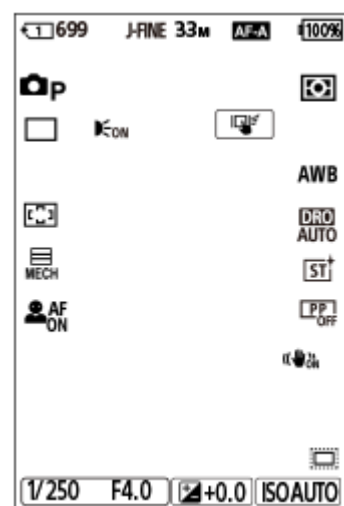 1 699 J-FINE 33M AF-A 100%
P
ON
AWB
DRO
AUTO
MECH
ST
AF
ON
PP
OFF
ON
1/250 F4.0 +0.0 ISO AUTO